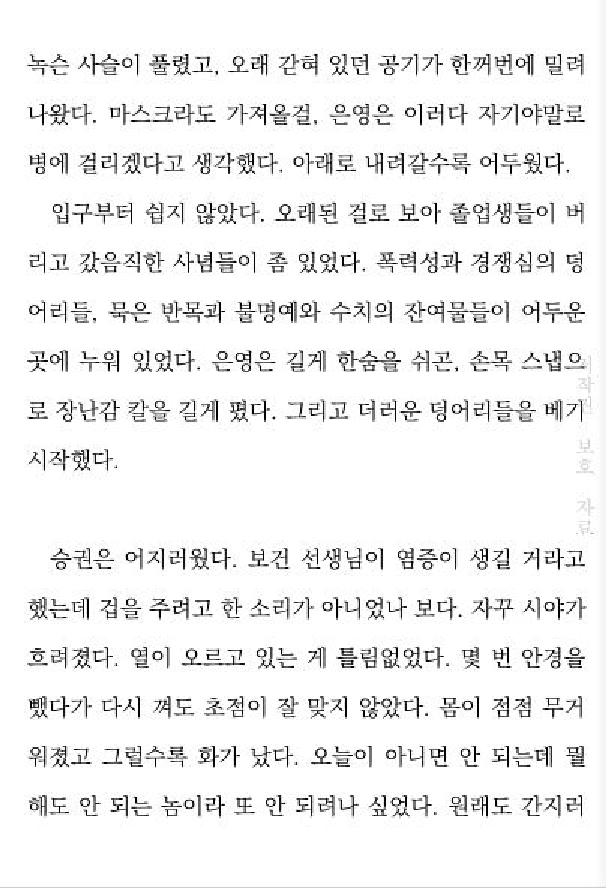 녹슨 사슬이 풀렸고, 오래 갇혀 있던 공기가 한꺼번에 밀려
나왔다. 마스크라도 가져올걸, 은영은 이러다 자기야말로
병에 걸리겠다고 생각했다. 아래로 내려갈수록 어두웠다.
입구부터 쉽지 않았다. 오래된 걸로 보아 졸업생들이 버
리고 갔음직한 사념들이 좀 있었다. 폭력성과 경쟁심의 덩
어리들, 묵은 반목과 불명예와 수치의 잔여물들이 어두운
곳에 누워 있었다. 은영은 길게 한숨을 쉬곤, 손목 스냅으
로 장난감 칼을 길게 폈다. 그리고 더러운 덩어리들을 베기
시작했다.
승권은 어지러웠다. 보건 선생님이 염증이 생길 거라고
했는데 겁을 주려고 한 소리가 아니었나 보다. 자꾸 시야가
흐려졌다. 열이 오르고 있는 게 틀림없었다. 몇 번 안경을
뺐다가 다시 껴도 초점이 잘 맞지 않았다. 몸이 점점 무거
워졌고 그럴수록 화가 났다. 오늘이 아니면 안 되는데 뭘
해도 안 되는 놈이라 또 안 되려나 싶었다. 원래도 간지러
저작권 보호 자료